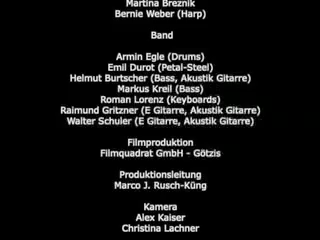 Martina Breznik
Bernie Weber (Harp)
Band
Armin Egle (Drums)
Emil Durot (Petal-Steel)
Helmut Burtscher (Bass, Akustik Gitarre)
Markus Kreil (Bass)
Roman Lorenz (Keyboards)
Raimund Gritzner (E Gitarre, Akustik Gitarre)
Walter Schuler (E Gitarre, Akustik Gitarre)
Filmproduktion
Filmquadrat GmbH - Götzis
Produktionsleitung
Marco J. Rusch-Küng
Kamera
Alex Kaiser
Christina Lachner